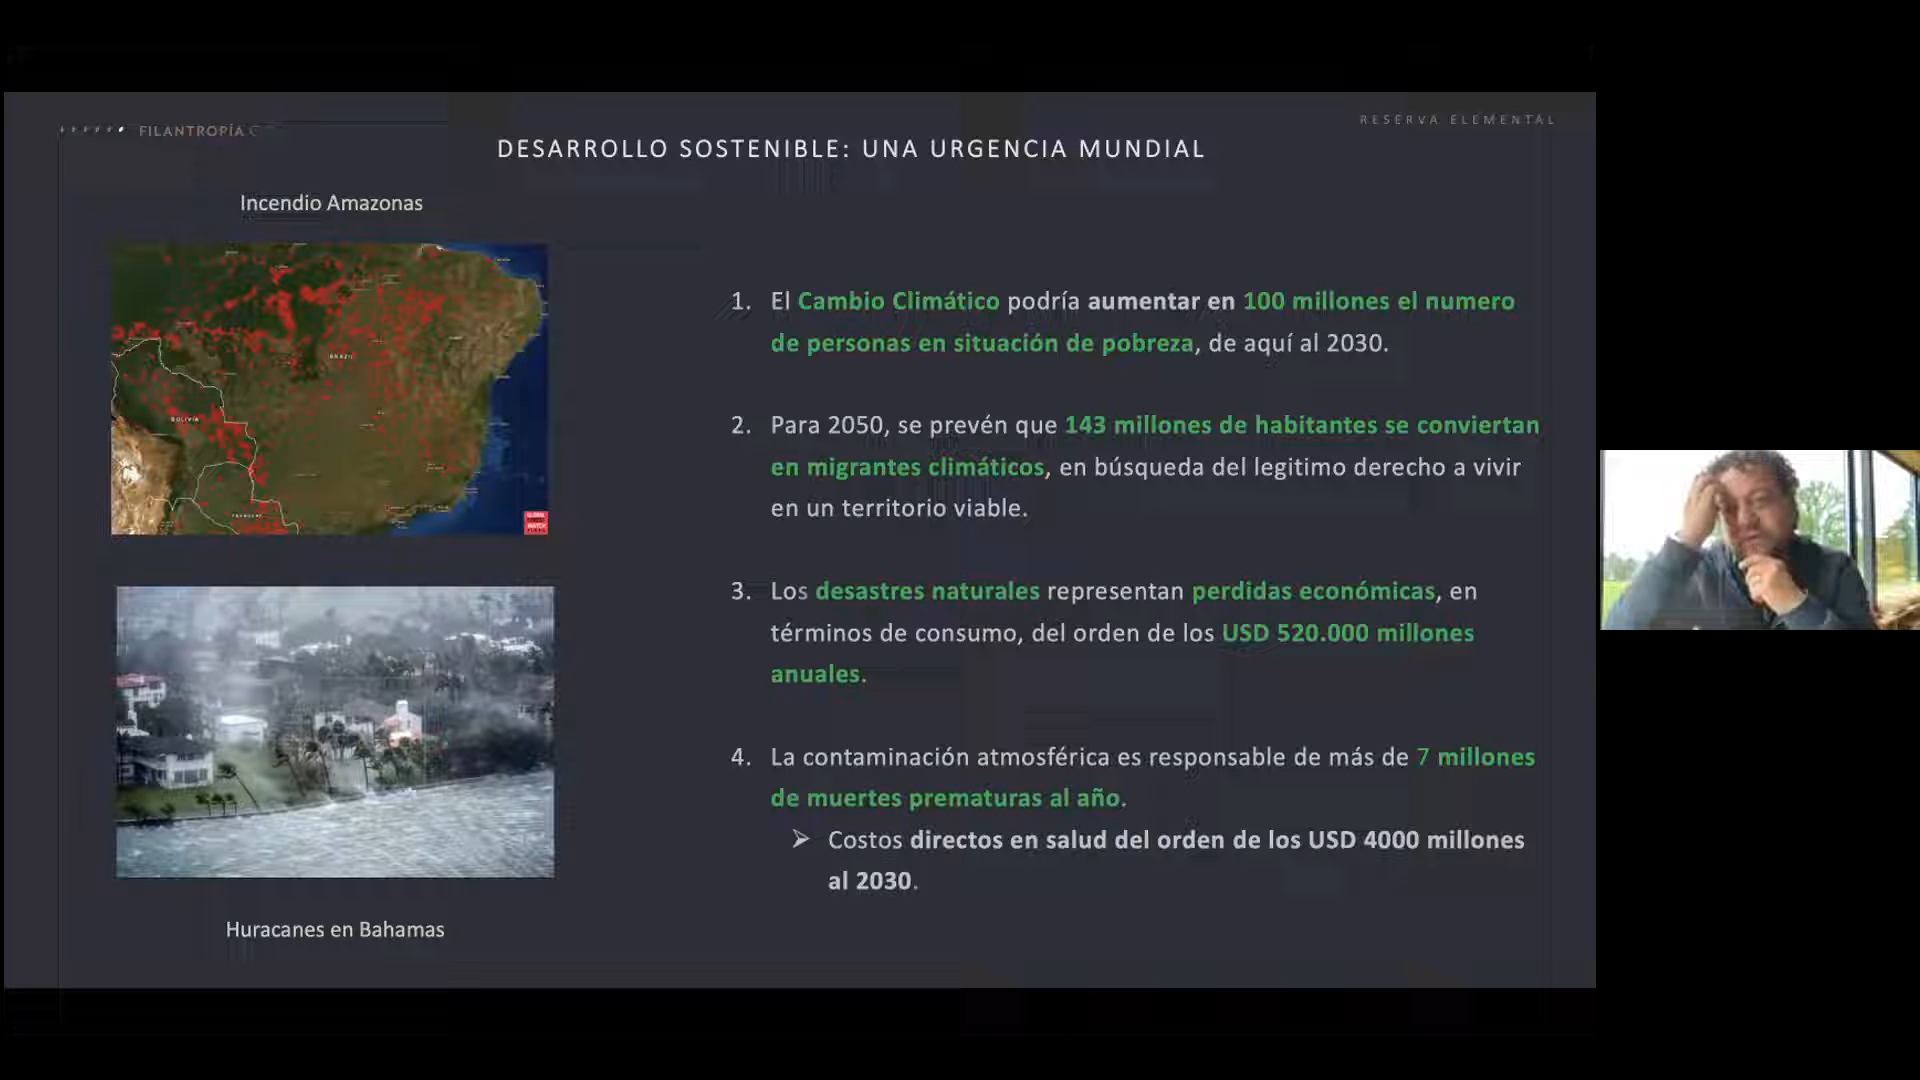 FILANTROPÍA
RESERVA ELEMENTAL
DESARROLLO SOSTENIBLE: UNA URGENCIA MUNDIAL
Incendio Amazonas
BRAZIL
BOLIVIA
1. El Cambio Climático podría aumentar en 100 millones el numero
de personas en situación de pobreza, de aquí al 2030.
2. Para 2050, se prevén que 143 millones de habitantes se conviertan
en migrantes climáticos, en búsqueda del legitimo derecho a vivir
en un territorio viable.
3. Los desastres naturales representan perdidas económicas, en
términos de consumo, del orden de los USD 520.000 millones
anuales.
4. La contaminación atmosférica es responsable de más de 7 millones
de muertes prematuras al año.
➢ Costos directos en salud del orden de los USD 4000 millones
al 2030.
Huracanes en Bahamas